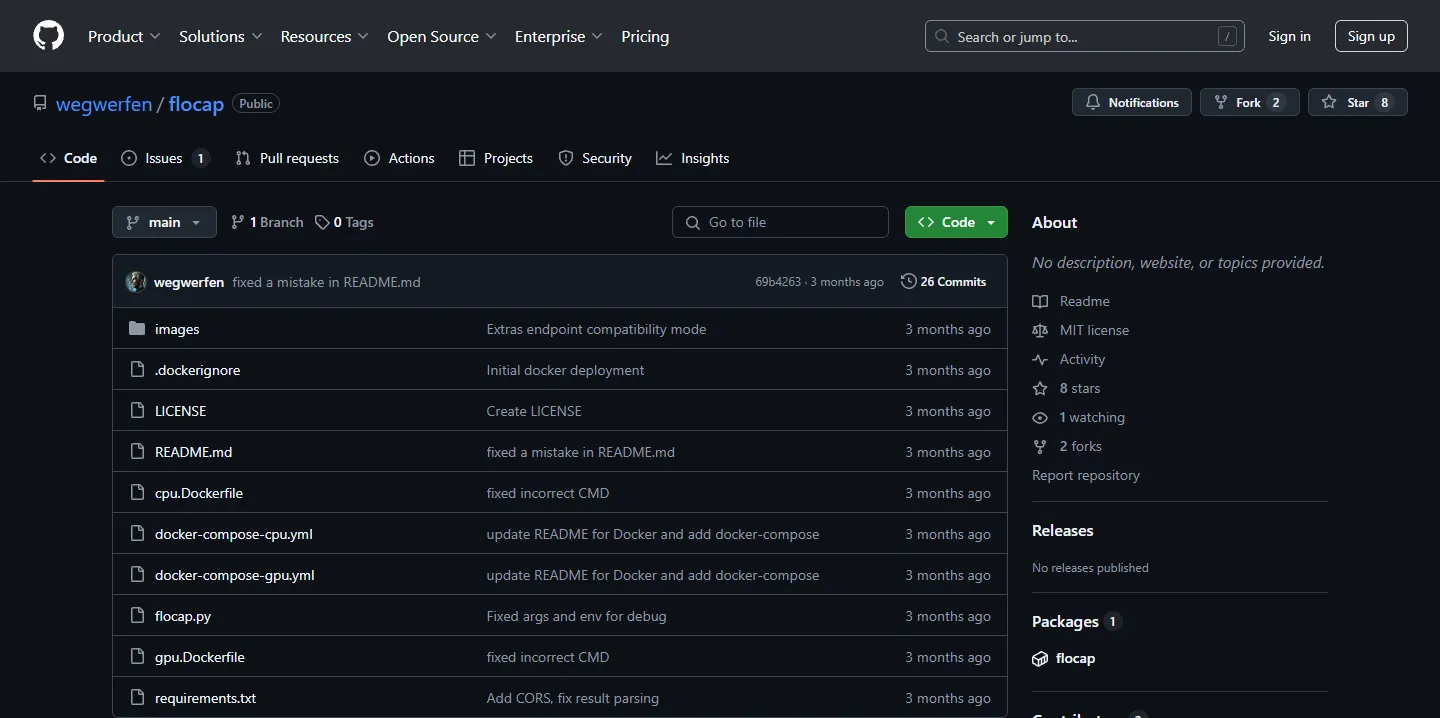 Product Solutions Resources Open Source Enterprise Pricing Search or jump to... / Sign in Sign up
wegwerfen / flocap Public Notifications Fork 2 Star 8
Code Issues 1 Pull requests Actions Projects Security Insights
main 1 Branch 0 Tags Go to file Code
wegwerfen fixed a mistake in README.md 69b4263 · 3 months ago 26 Commits
images Extras endpoint compatibility mode 3 months ago
.dockerignore Initial docker deployment 3 months ago
LICENSE Create LICENSE 3 months ago
README.md fixed a mistake in README.md 3 months ago
cpu.Dockerfile fixed incorrect CMD 3 months ago
docker-compose-cpu.yml update README for Docker and add docker-compose 3 months ago
docker-compose-gpu.yml update README for Docker and add docker-compose 3 months ago
flocap.py Fixed args and env for debug 3 months ago
gpu.Dockerfile fixed incorrect CMD 3 months ago
requirements.txt Add CORS, fix result parsing 3 months ago
About
No description, website, or topics provided.
Readme
MIT license
Activity
8 stars
1 watching
2 forks
Report repository
Releases
No releases published
Packages 1
flocap